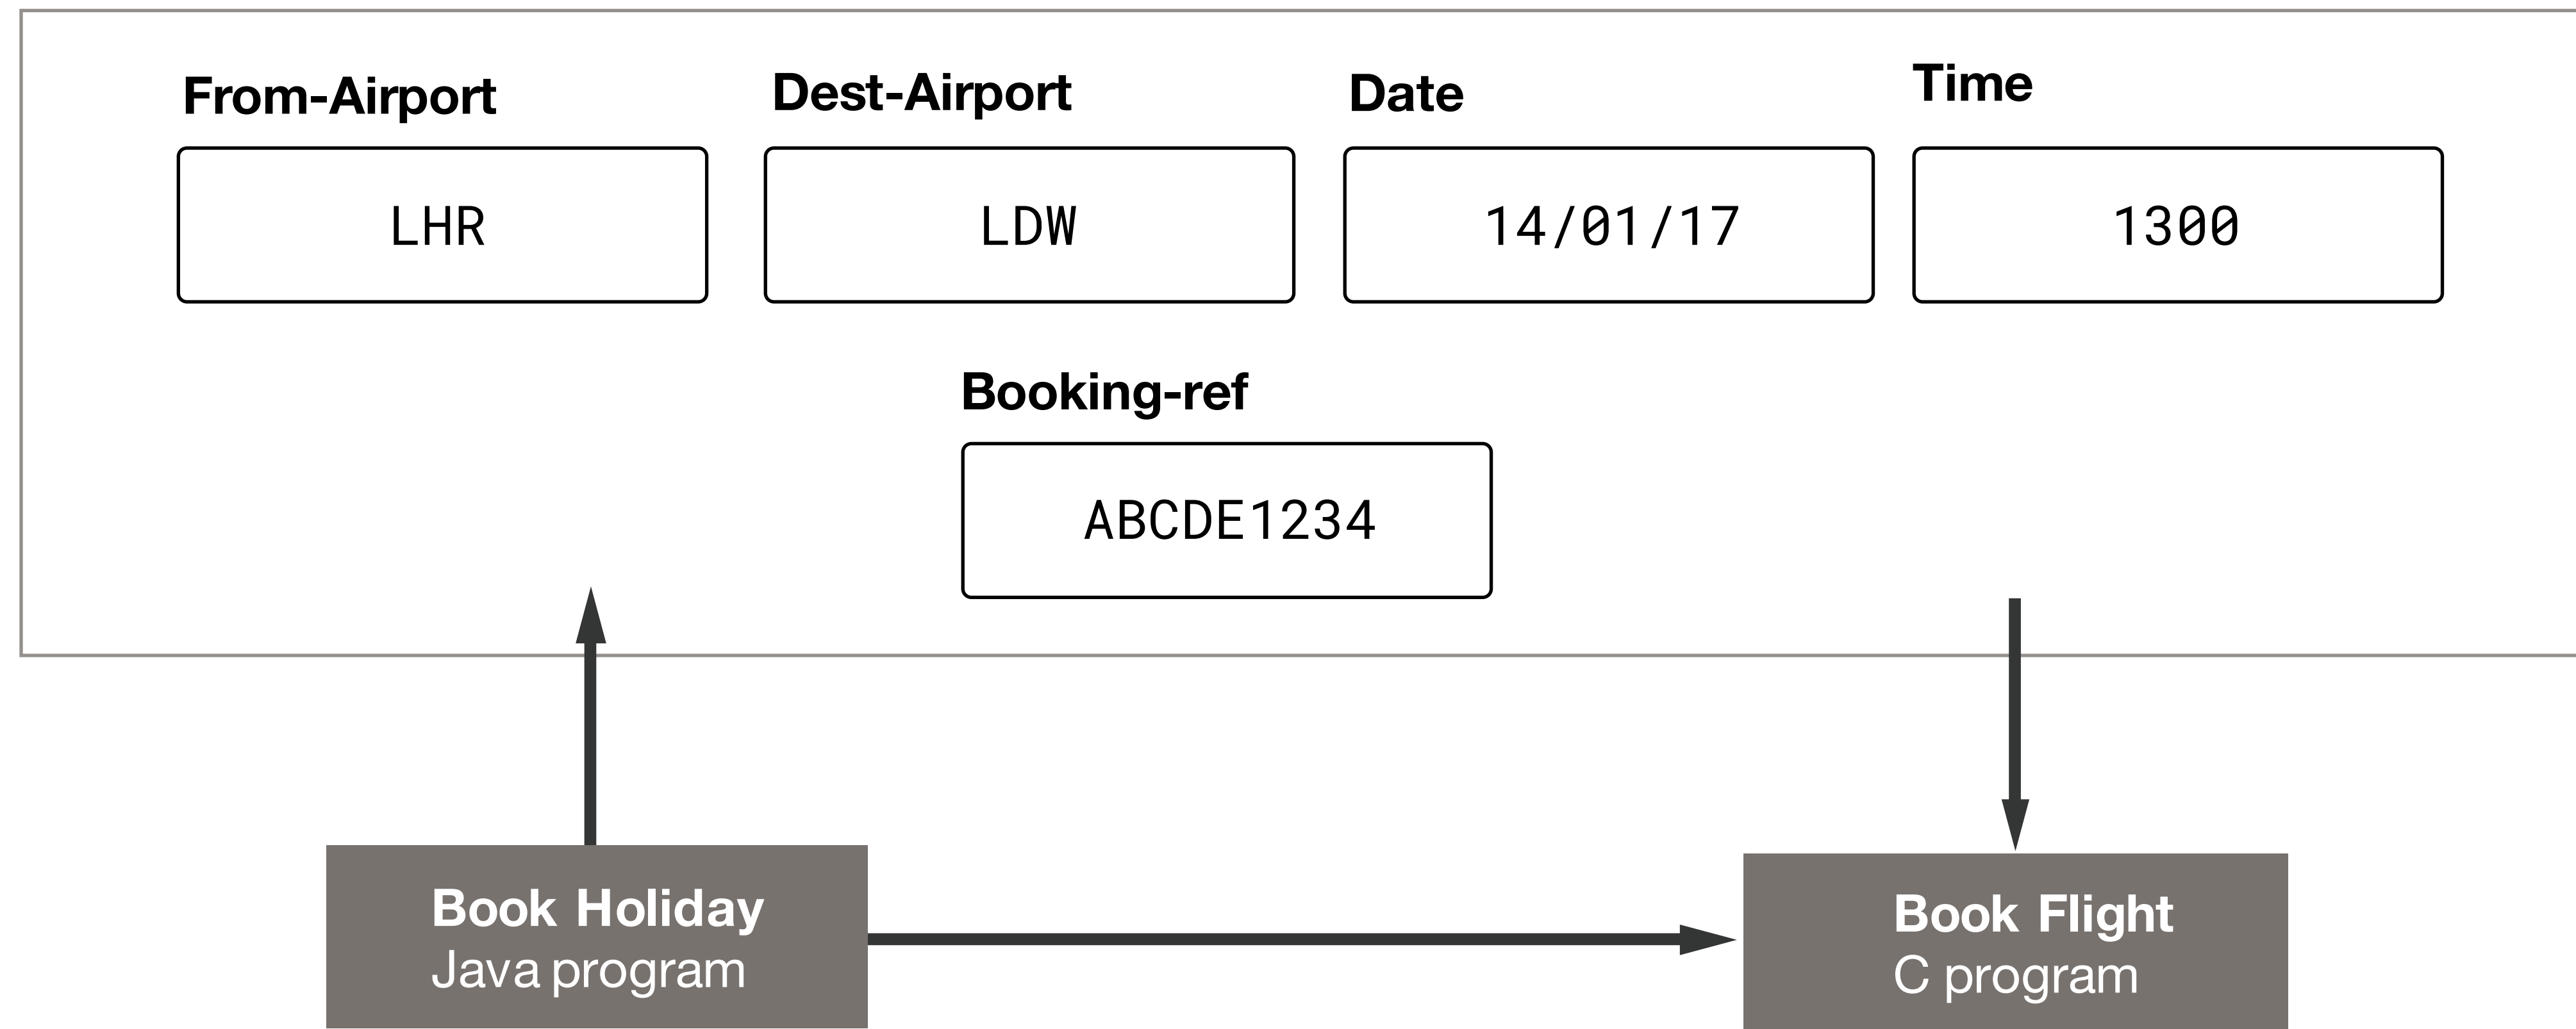 From-Airport Dest-Airport Date Time
LHR LDW 14/01/17 1300
Booking-ref
ABCDE1234
Book Holiday
Java program
Book Flight
C program